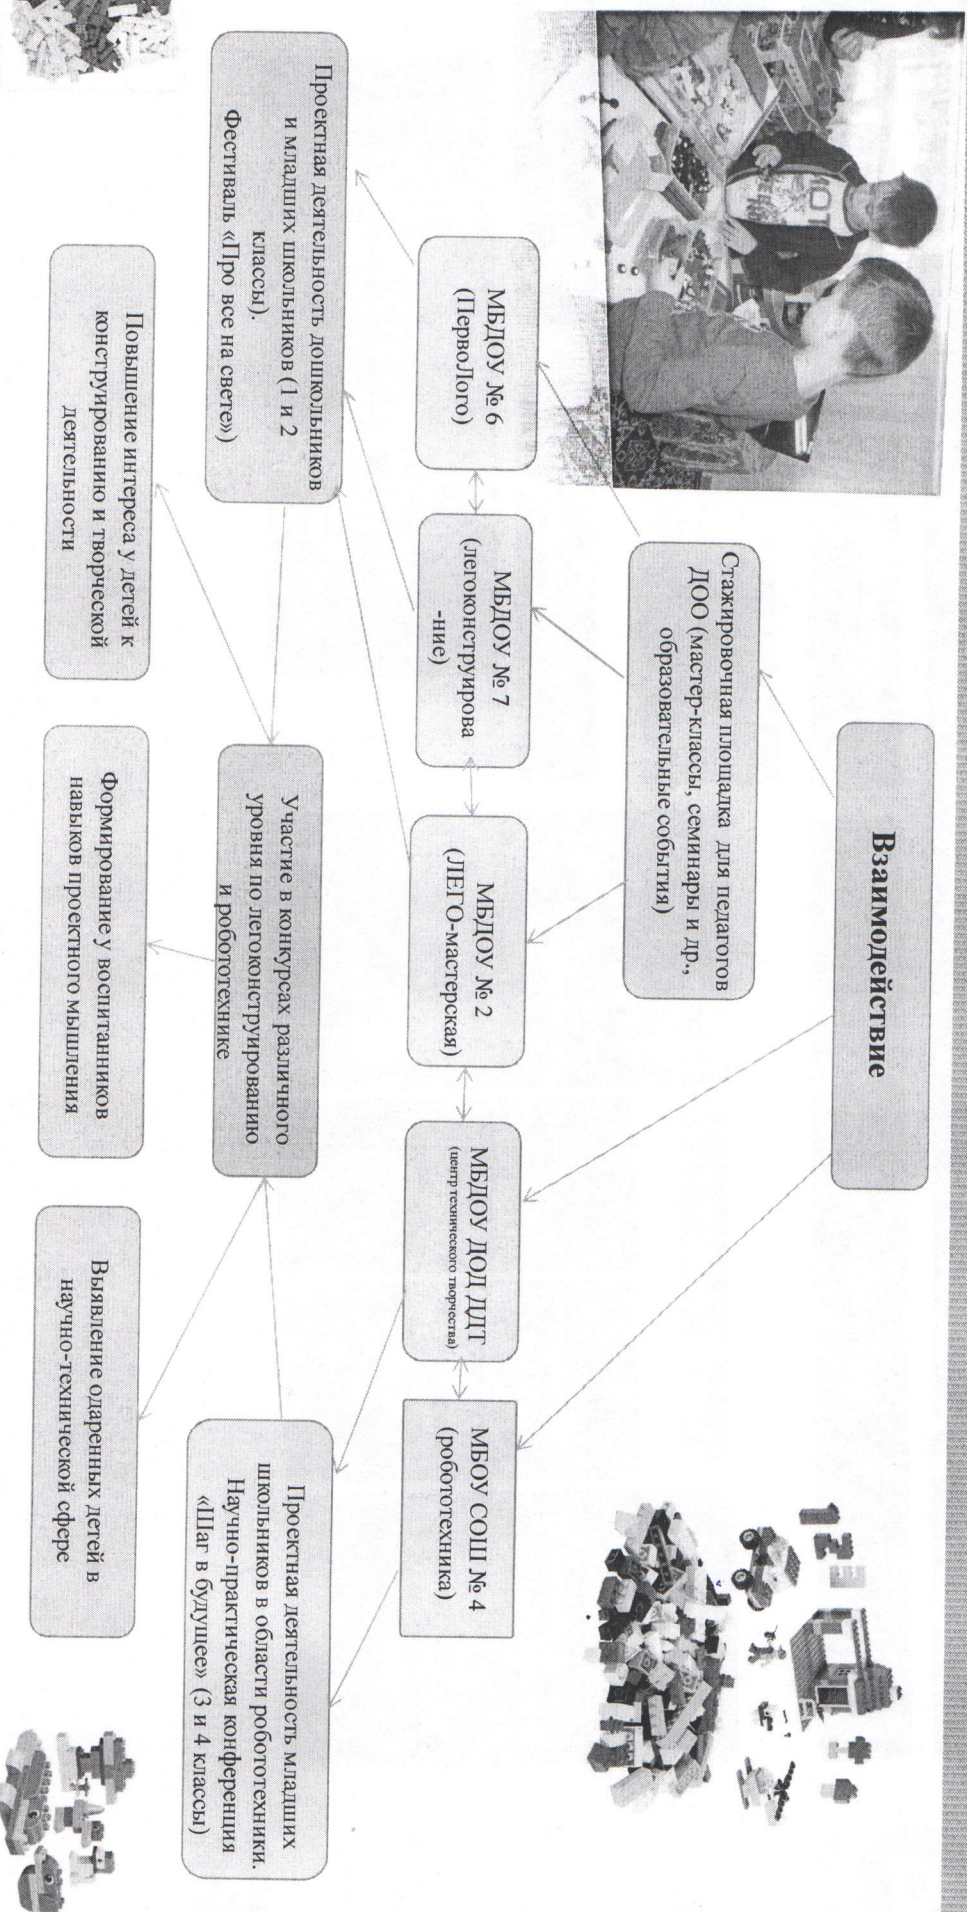 Взаимодействие
Стажировочная площадка для педагогов
ДОО (мастер-классы, семинары и др.,
образовательные события)
МБДОУ № 6
(ПервоЛого)
МБДОУ № 7
(легоконструирова
-ние)
МБДОУ № 2
(ЛЕГО-мастерская)
МБДОУ ДОД ДДТ
(центр технического творчества)
МБОУ СОШ № 4
(робототехника)
Проектная деятельность дошкольников
и младших школьников (1 и 2
классы).
Фестиваль «Про все на свете»)
Участие в конкурсах различного
уровня по легоконструированию
и робототехнике
Проектная деятельность младших
школьников в области робототехники.
Научно-практическая конференция
«Шаг в будущее» (3 и 4 классы)
Повышение интереса у детей к
конструированию и творческой
деятельности
Формирование у воспитанников
навыков проектного мышления
Выявление одаренных детей в
научно-технической сфере